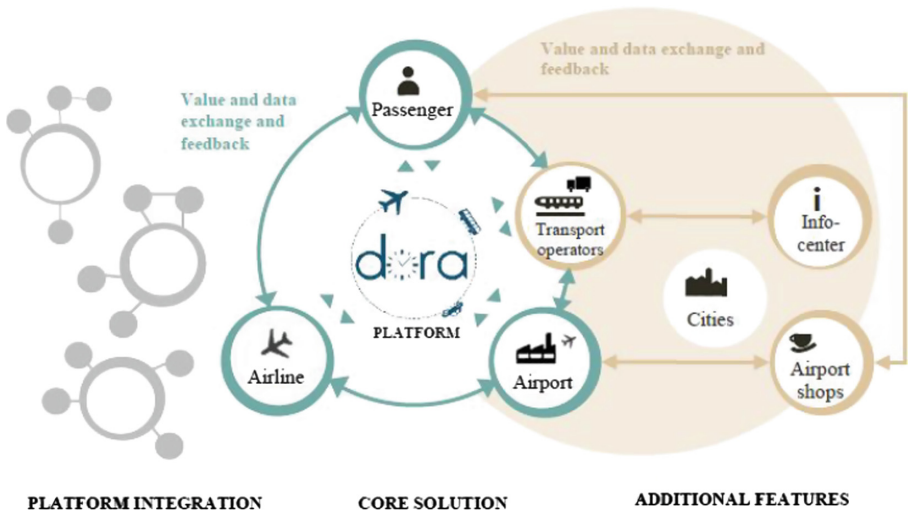 Value and data exchange and
feedback
Value and data
exchange and
feedback
Passenger
Transport
operators
Info-
center
dora
PLATFORM
Cities
Airline
Airport
Airport
shops
PLATFORM INTEGRATION
CORE SOLUTION
ADDITIONAL FEATURES